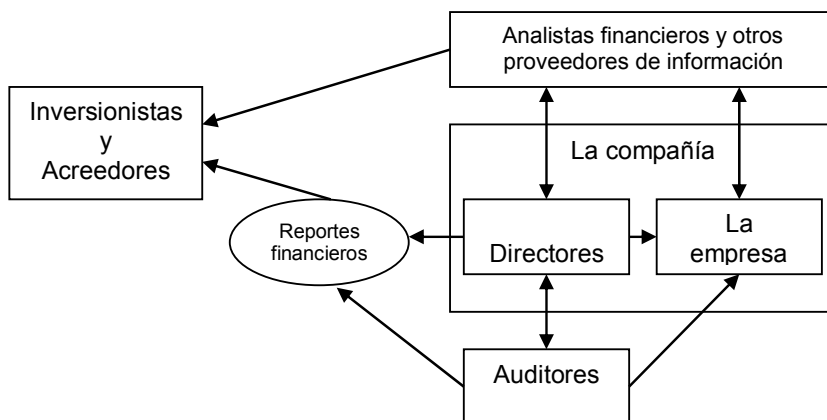 Analistas financieros y otros
proveedores de información
Inversionistas
y
Acreedores
La compañía
Reportes
financieros
Directores
La
empresa
Auditores